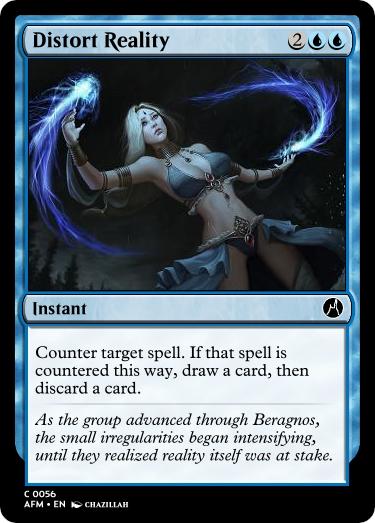 Distort Reality 2
Instant
Counter target spell. If that spell is
countered this way, draw a card, then
discard a card.
As the group advanced through Beragnos,
the small irregularities began intensifying,
until they realized reality itself was at stake.
C 0056
AFM • EN CHAZILLAH